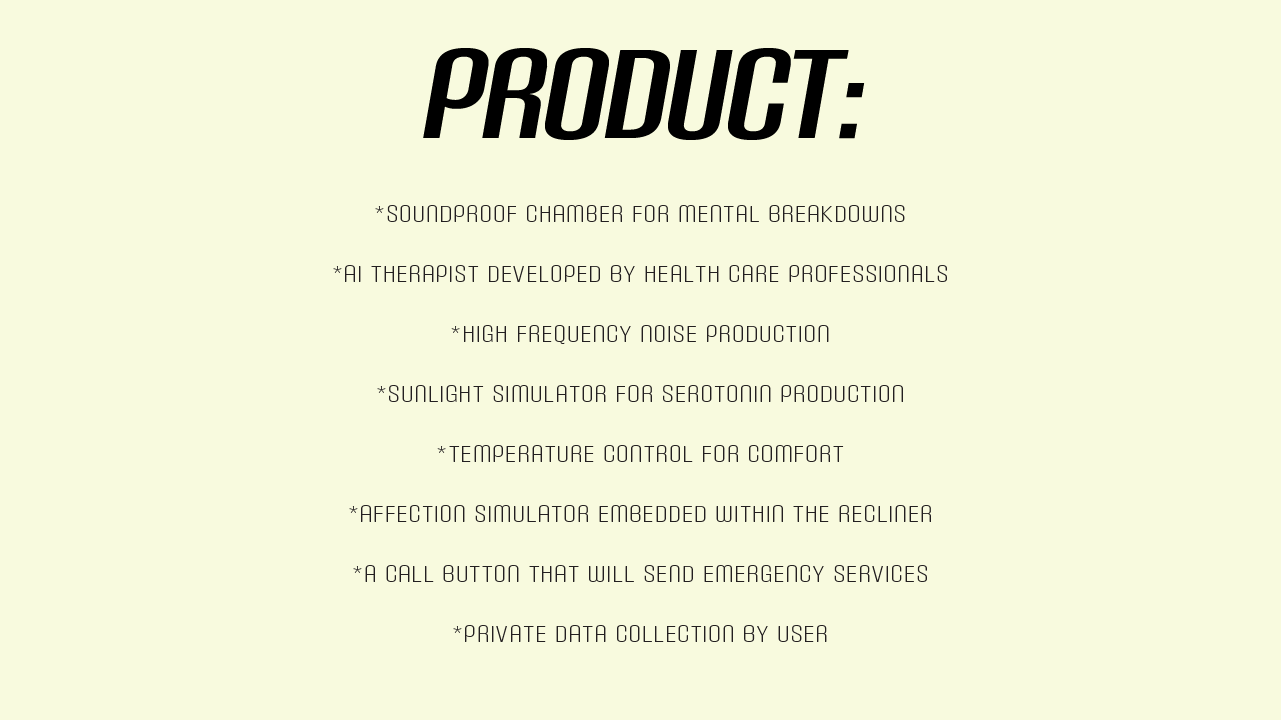 PRODUCT:
*SOUNDPROOF CHAMBER FOR MENTAL BREAKDOWNS
*AI THERAPIST DEVELOPED BY HEALTH CARE PROFESSIONALS
*HIGH FREQUENCY NOISE PRODUCTION
*SUNLIGHT SIMULATOR FOR SEROTONIN PRODUCTION
*TEMPERATURE CONTROL FOR COMFORT
*AFFECTION SIMULATOR EMBEDDED WITHIN THE RECLINER
*A CALL BUTTON THAT WILL SEND EMERGENCY SERVICES
*PRIVATE DATA COLLECTION BY USER